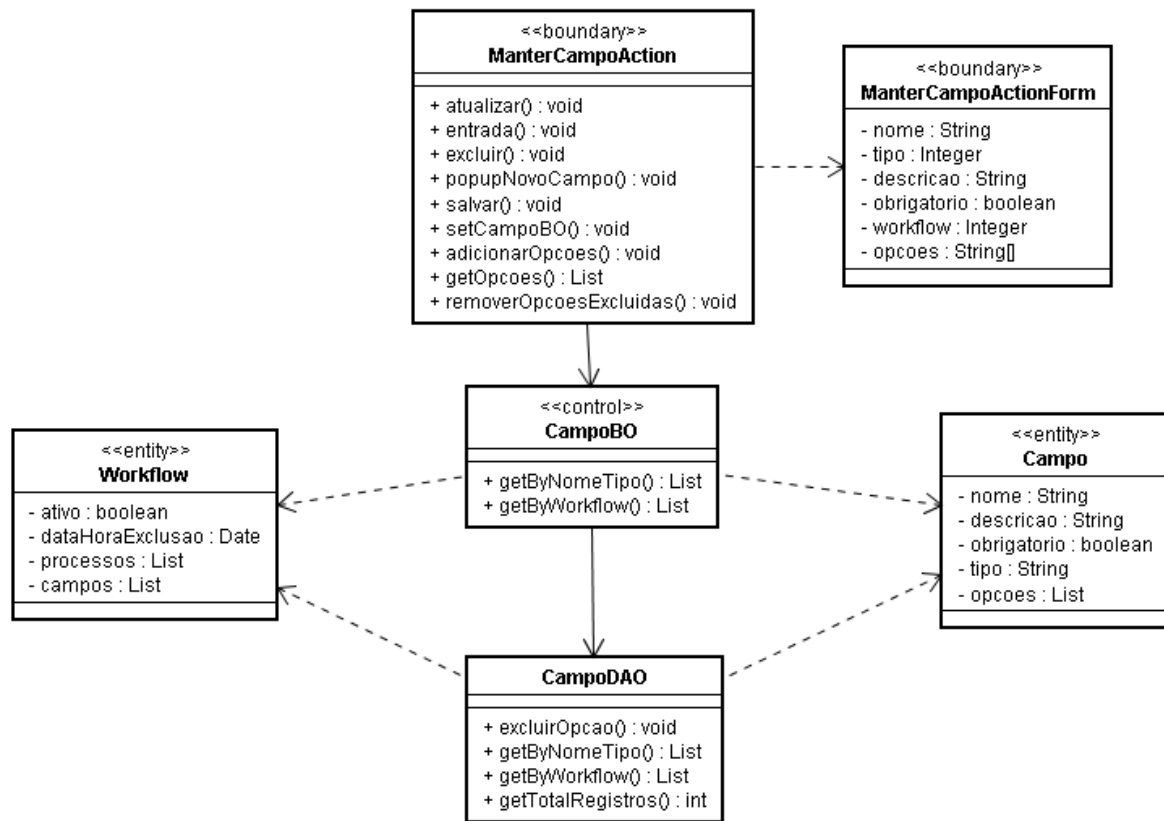 <<boundary>>
ManterCampoAction
+ atualizar() : void
+ entrada() : void
+ excluir() : void
+ popupNovoCampo() : void
+ salvar() : void
+ setCampoBO() : void
+ adicionarOpcoes() : void
+ getOpcoes() : List
+ removerOpcoesExcluidas() : void
<<boundary>>
ManterCampoActionForm
- nome : String
- tipo : Integer
- descricao : String
- obrigatorio : boolean
- workflow : Integer
- opcoes : String[]
<<control>>
CampoBO
+ getByNomeTipo() : List
+ getByWorkflow() : List
<<entity>>
Workflow
- ativo : boolean
- dataHoraExclusao : Date
- processos : List
- campos : List
<<entity>>
Campo
- nome : String
- descricao : String
- obrigatorio : boolean
- tipo : String
- opcoes : List
CampoDAO
+ excluirOpcao() : void
+ getByNomeTipo() : List
+ getByWorkflow() : List
+ getTotalRegistros() : int